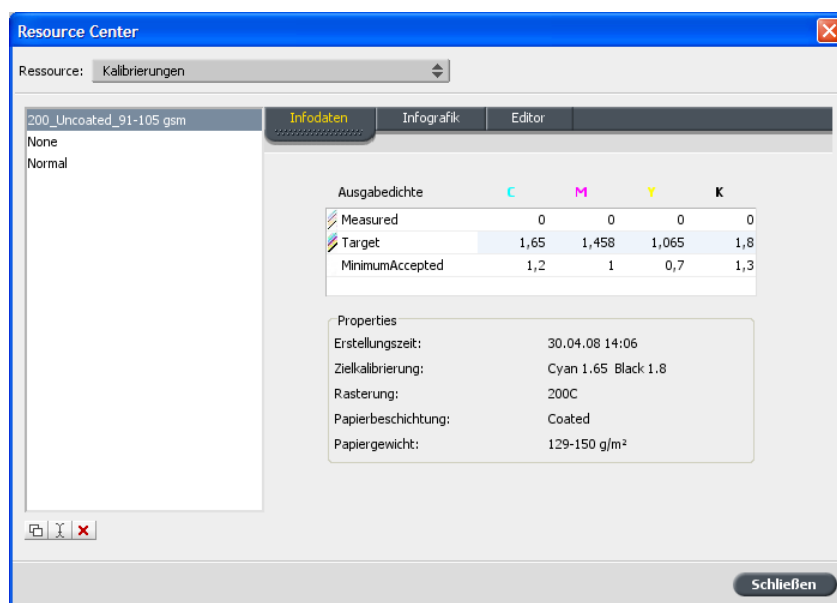 Resource Center
Ressource: Kalibrierungen
200_Uncoated_91-105 gsm
None
Normal
Infodaten Infografik Editor
Ausgabedichte C M Y K
Measured 0 0 0 0
Target 1,65 1,458 1,065 1,8
MinimumAccepted 1,2 1 0,7 1,3
Properties
Erstellungszeit: 30.04.08 14:06
Zielkalibrierung: Cyan 1.65 Black 1.8
Rasterung: 200C
Papierbeschichtung: Coated
Papiergewicht: 129-150 g/m²
Schließen